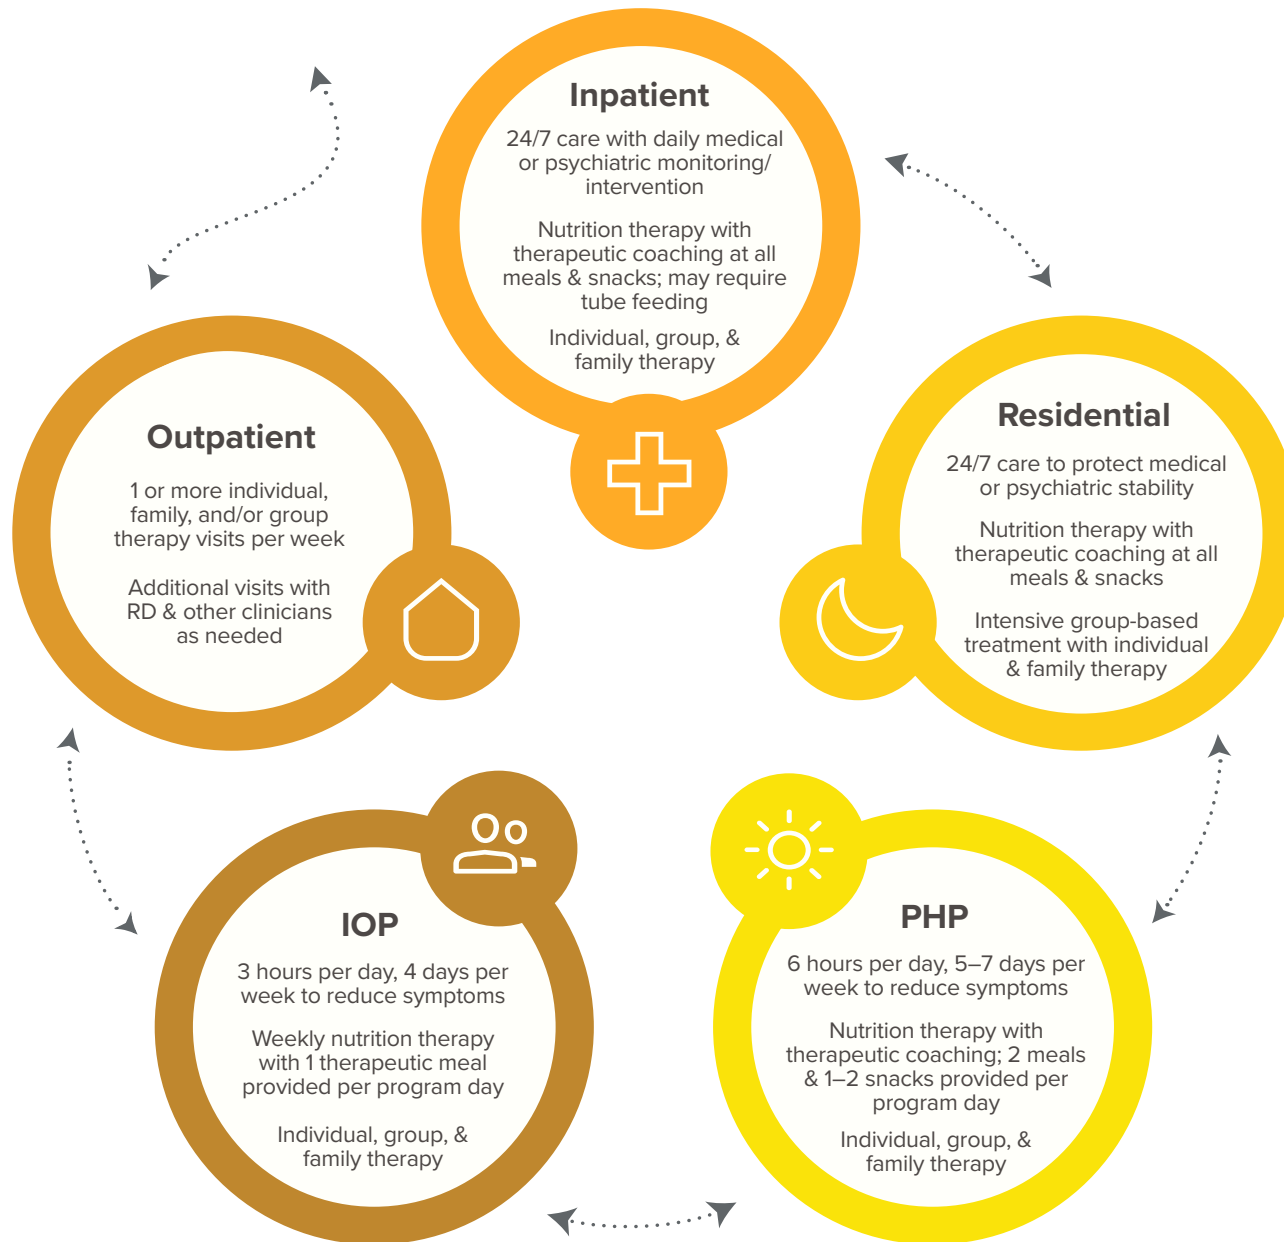 Inpatient
24/7 care with daily medical
or psychiatric monitoring/
intervention
Nutrition therapy with
therapeutic coaching at all
meals & snacks; may require
tube feeding
Individual, group, &
family therapy
Residential
24/7 care to protect medical
or psychiatric stability
Nutrition therapy with
therapeutic coaching at all
meals & snacks
Intensive group-based
treatment with individual
& family therapy
PHP
6 hours per day, 5–7 days per
week to reduce symptoms
Nutrition therapy with
therapeutic coaching; 2 meals
& 1–2 snacks provided per
program day
Individual, group, &
family therapy
IOP
3 hours per day, 4 days per
week to reduce symptoms
Weekly nutrition therapy
with 1 therapeutic meal
provided per program day
Individual, group, &
family therapy
Outpatient
1 or more individual,
family, and/or group
therapy visits per week
Additional visits with
RD & other clinicians
as needed